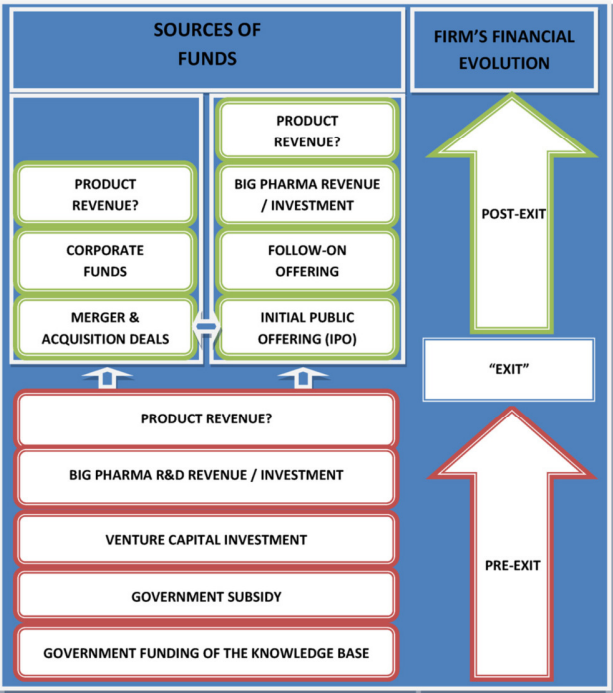 SOURCES OF
FUNDS
FIRM'S FINANCIAL
EVOLUTION
PRODUCT
REVENUE?
CORPORATE
FUNDS
MERGER &
ACQUISITION DEALS
PRODUCT
REVENUE?
BIG PHARMA REVENUE
/ INVESTMENT
FOLLOW-ON
OFFERING
INITIAL PUBLIC
OFFERING (IPO)
POST-EXIT
“EXIT”
PRODUCT REVENUE?
BIG PHARMA R&D REVENUE / INVESTMENT
VENTURE CAPITAL INVESTMENT
GOVERNMENT SUBSIDY
GOVERNMENT FUNDING OF THE KNOWLEDGE BASE
PRE-EXIT